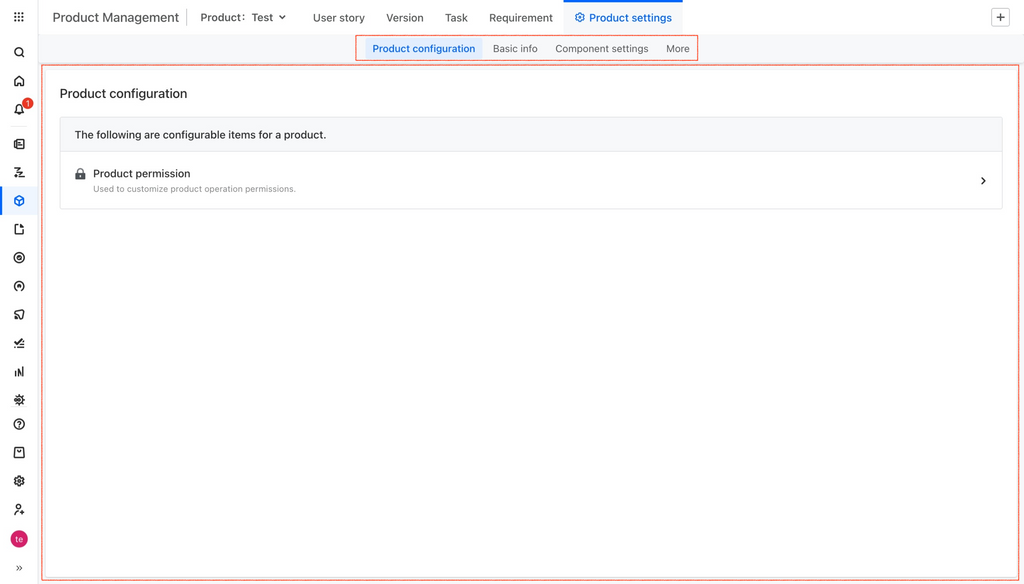 Product Management
Product: Test
User story
Version
Task
Requirement
Product settings
Product configuration
Basic info
Component settings
More
1
Product configuration
The following are configurable items for a product.
Product permission
Used to customize product operation permissions.
te